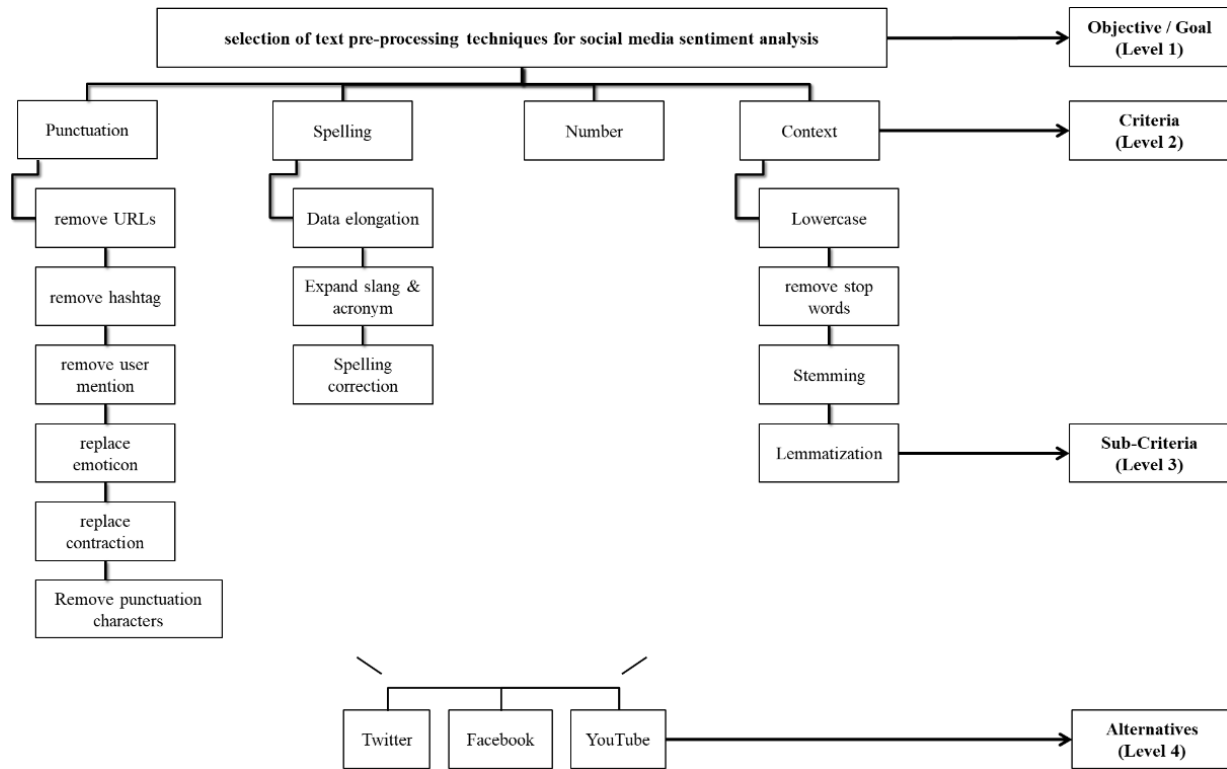 selection of text pre-processing techniques for social media sentiment analysis
Objective / Goal
(Level 1)
Punctuation
Spelling
Number
Context
Criteria
(Level 2)
remove URLs
Data elongation
Lowercase
remove hashtag
Expand slang &
acronym
remove stop
words
remove user
mention
Spelling
correction
Stemming
replace
emoticon
Lemmatization
Sub-Criteria
(Level 3)
replace
contraction
Remove punctuation
characters
Twitter
Facebook
YouTube
Alternatives
(Level 4)